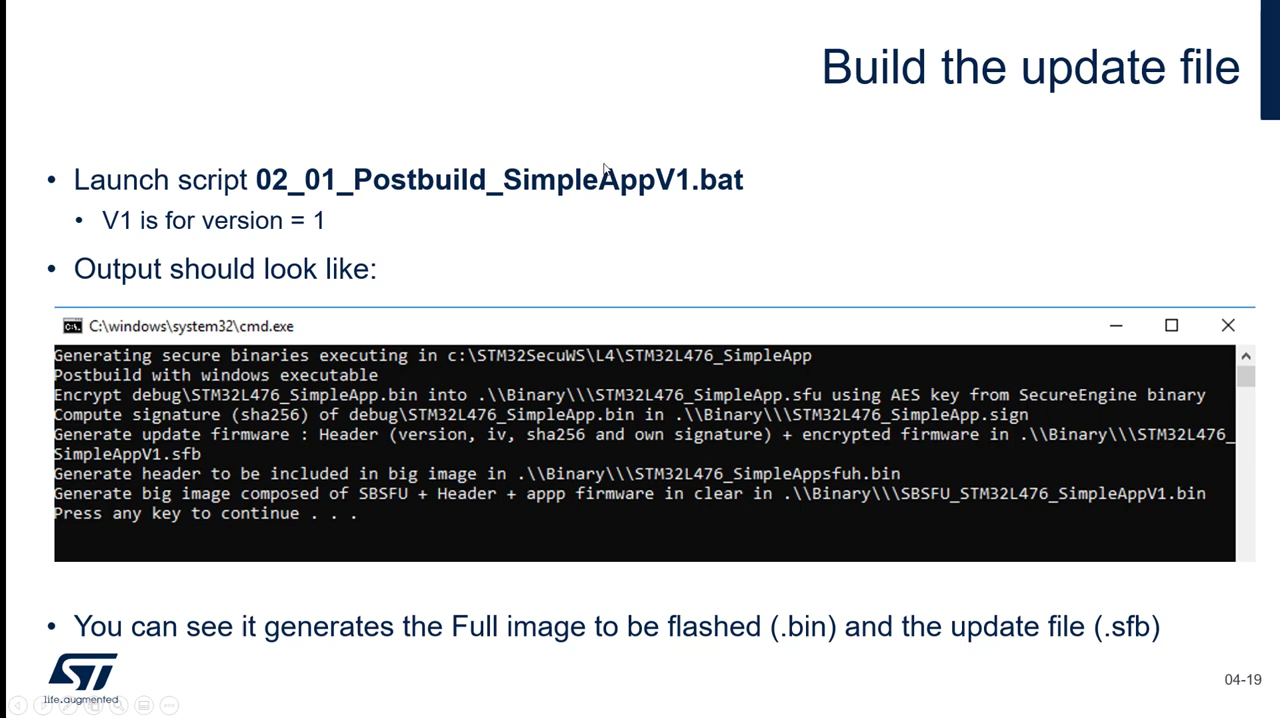 Build the update file
• Launch script 02_01_Postbuild_SimpleAppV1.bat
• V1 is for version = 1
• Output should look like:
C:\windows\system32\cmd.exe
Generating secure binaries executing in c:\STM32SecuWS\L4\STM32L476_SimpleApp
Postbuild with windows executable
Encrypt debug\STM32L476_SimpleApp.bin into .\\Binary\\\STM32L476_SimpleApp.sfu using AES key from SecureEngine binary
Compute signature (sha256) of debug\STM32L476_SimpleApp.bin in .\\Binary\\\STM32L476_SimpleApp.sign
Generate update firmware : Header (version, iv, sha256 and own signature) + encrypted firmware in .\\Binary\\\STM32L476_
SimpleAppV1.sfb
Generate header to be included in big image in .\\Binary\\\STM32L476_SimpleAppsfuh.bin
Generate big image composed of SBSFU + Header + appp firmware in clear in .\\Binary\\\SBSFU_STM32L476_SimpleAppV1.bin
Press any key to continue . . .
• You can see it generates the Full image to be flashed (.bin) and the update file (.sfb)
ST
life.augmented
04-19